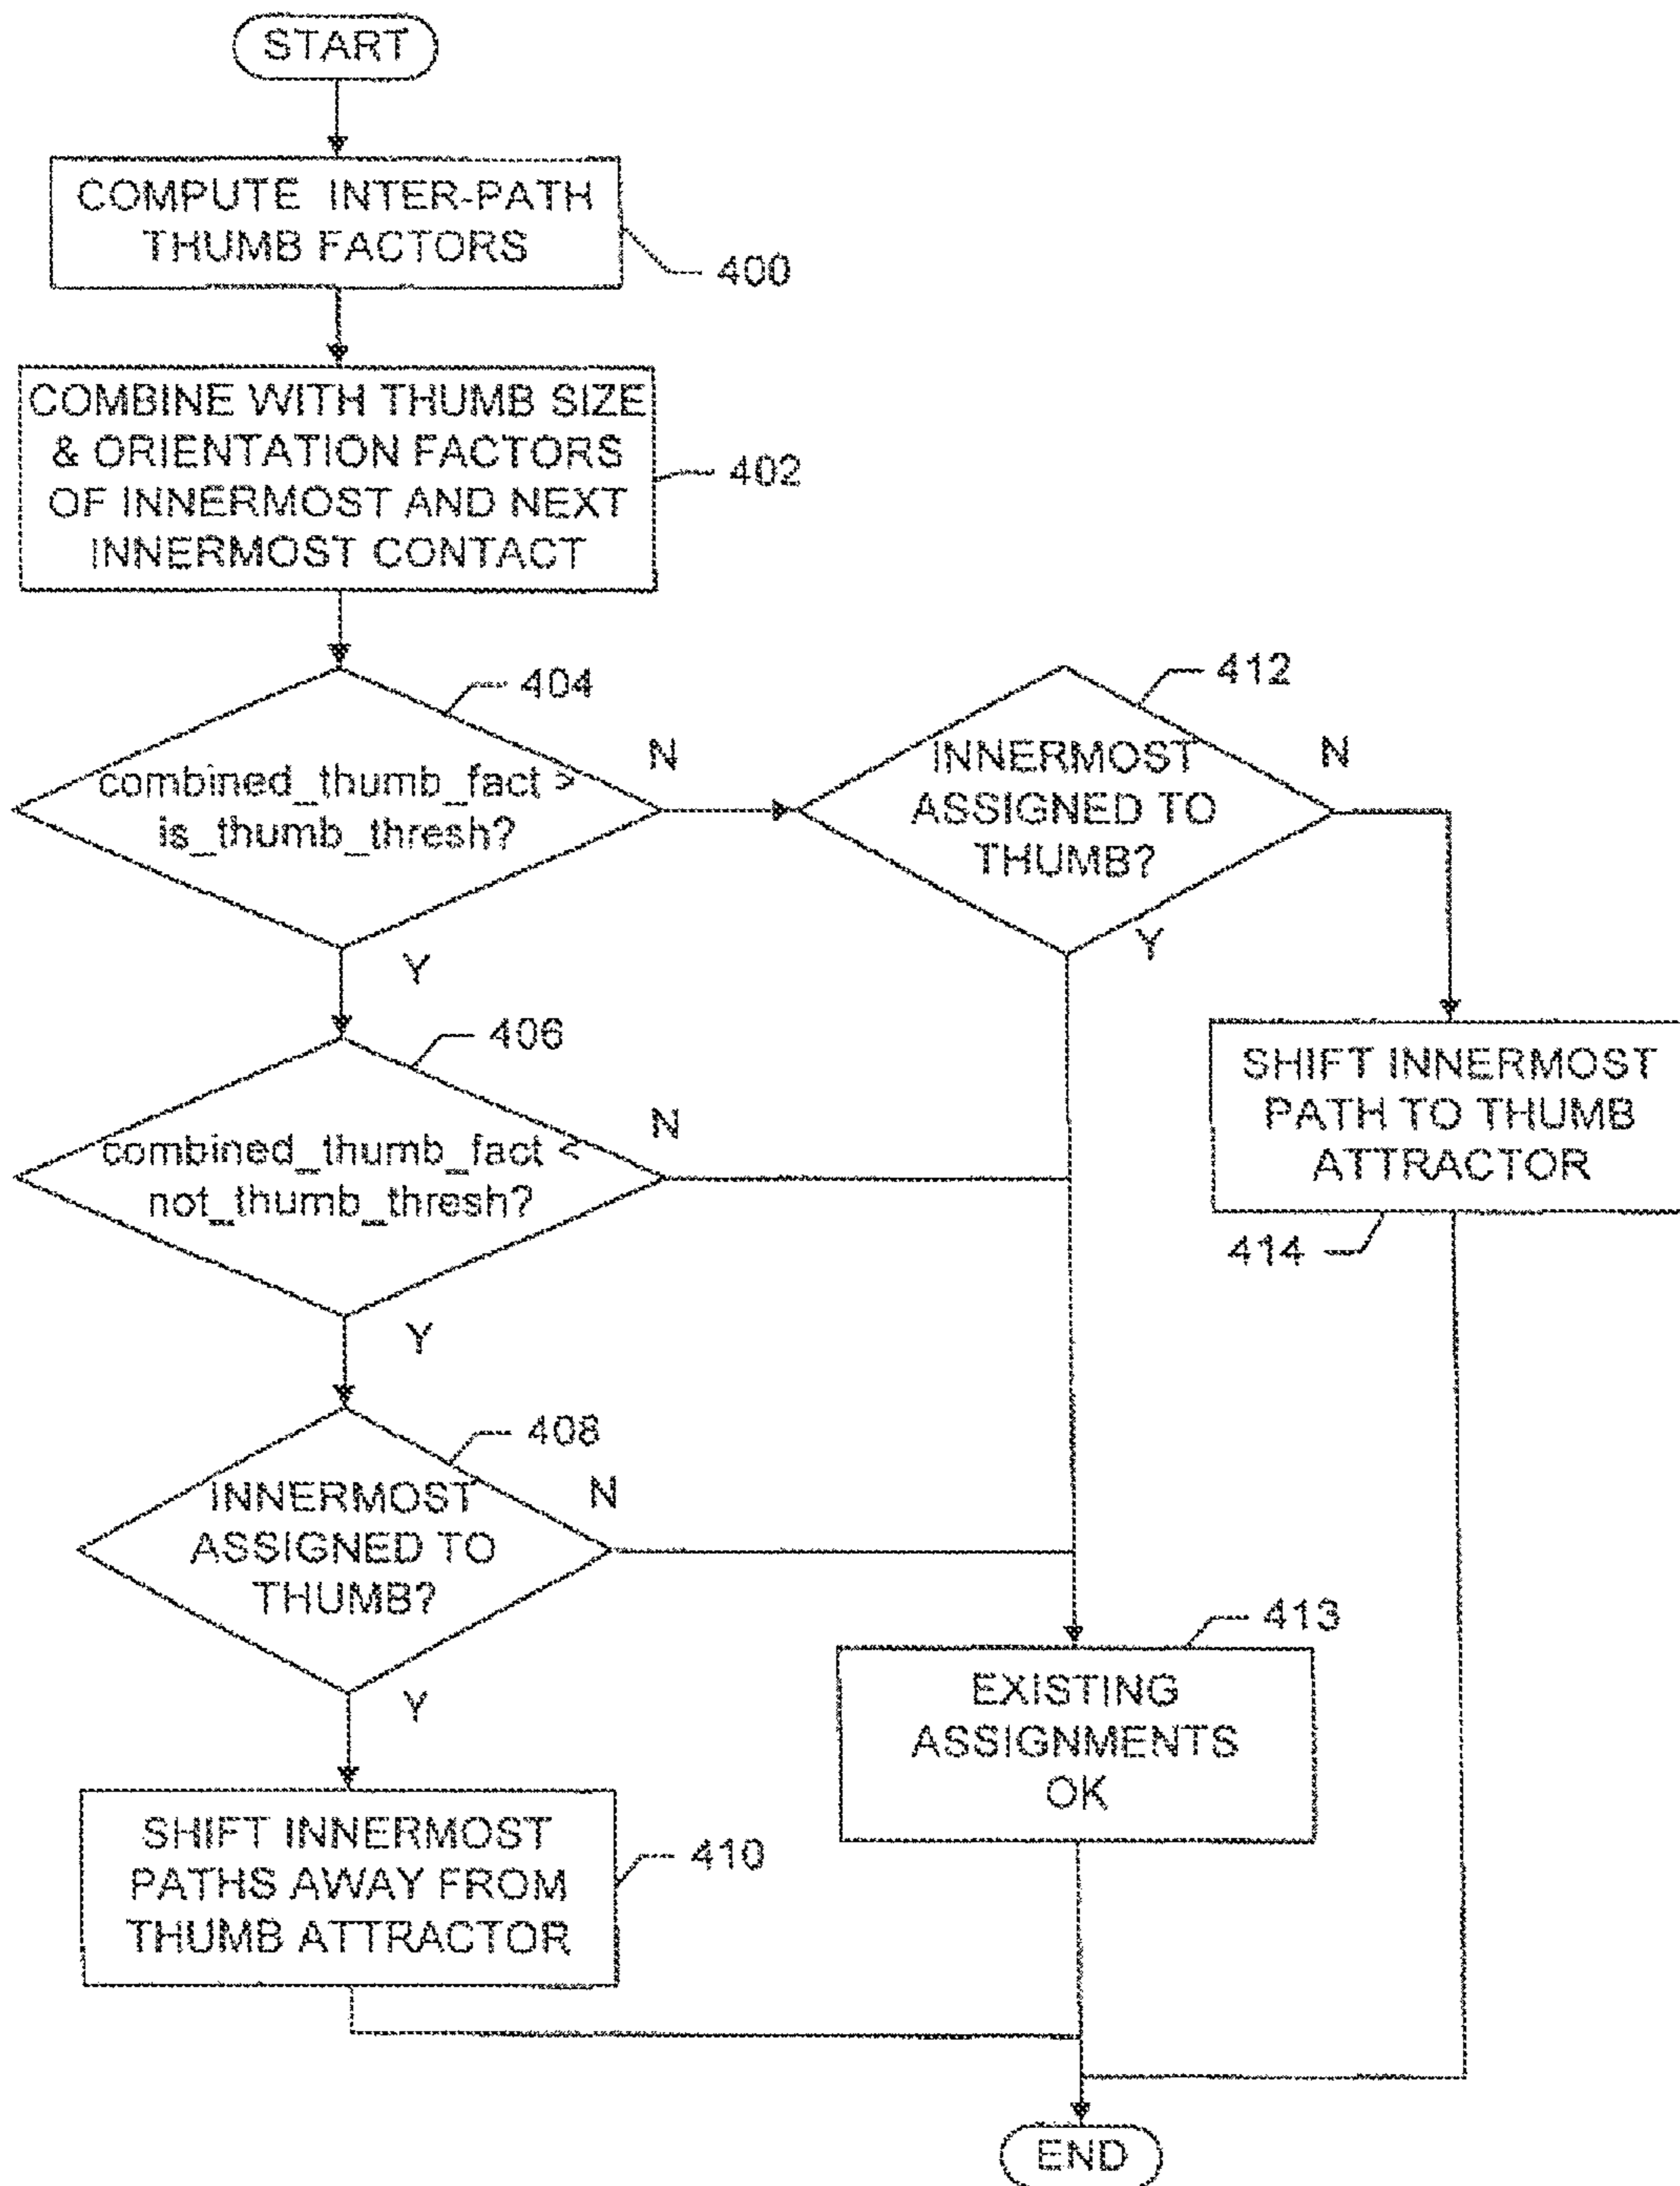 START
COMPUTE INTER-PATH
THUMB FACTORS
400
COMBINE WITH THUMB SIZE
& ORIENTATION FACTORS
OF INNERMOST AND NEXT
INNERMOST CONTACT
402
404
combined_thumb_fact >
is_thumb_thresh?
N
Y
412
INNERMOST
ASSIGNED TO
THUMB?
N
Y
406
combined_thumb_fact <
not_thumb_thresh?
N
Y
SHIFT INNERMOST
PATH TO THUMB
ATTRACTOR
414
408
INNERMOST
ASSIGNED TO
THUMB?
N
Y
413
EXISTING
ASSIGNMENTS
OK
SHIFT INNERMOST
PATHS AWAY FROM
THUMB ATTRACTOR
410
END